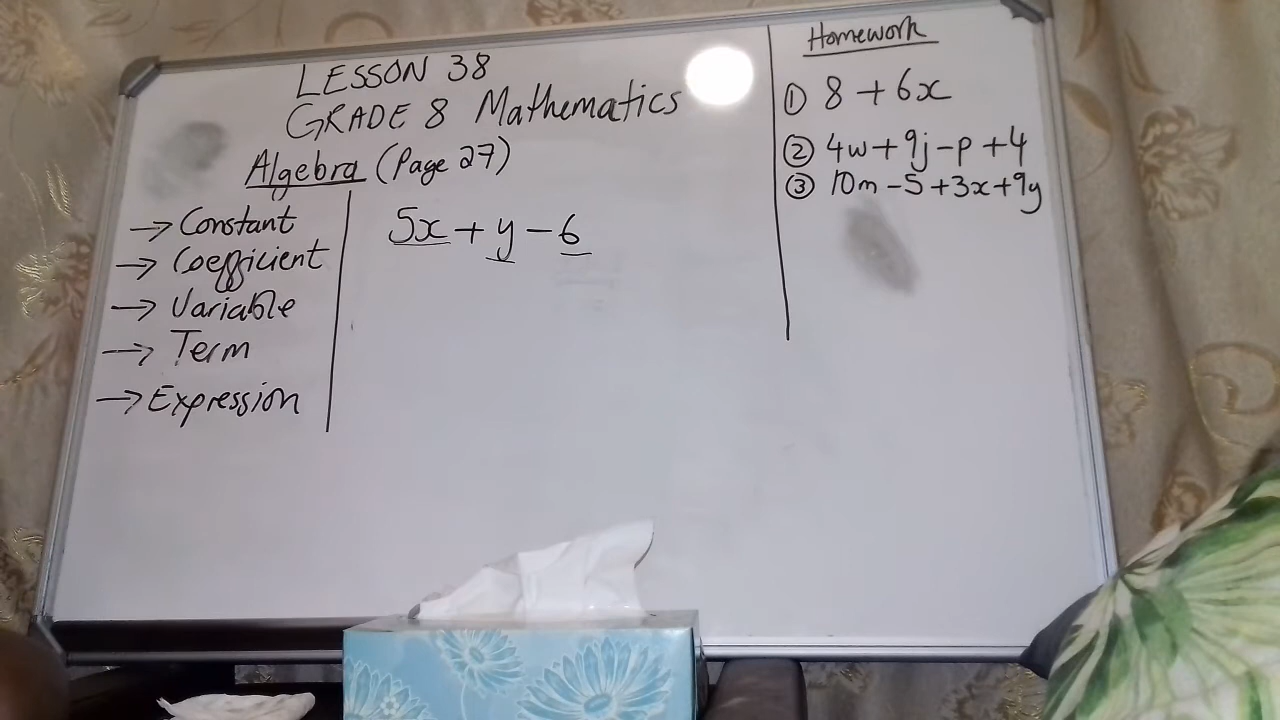 LESSON 38
GRADE 8 Mathematics
Algebra (Page 27)
→ Constant
→ Coefficient
→ Variable
→ Term
→ Expression
5x + y - 6
Homework
① 8 + 6x
② 4w + 9j - p + 4
③ 10m - 5 + 3x + 9y